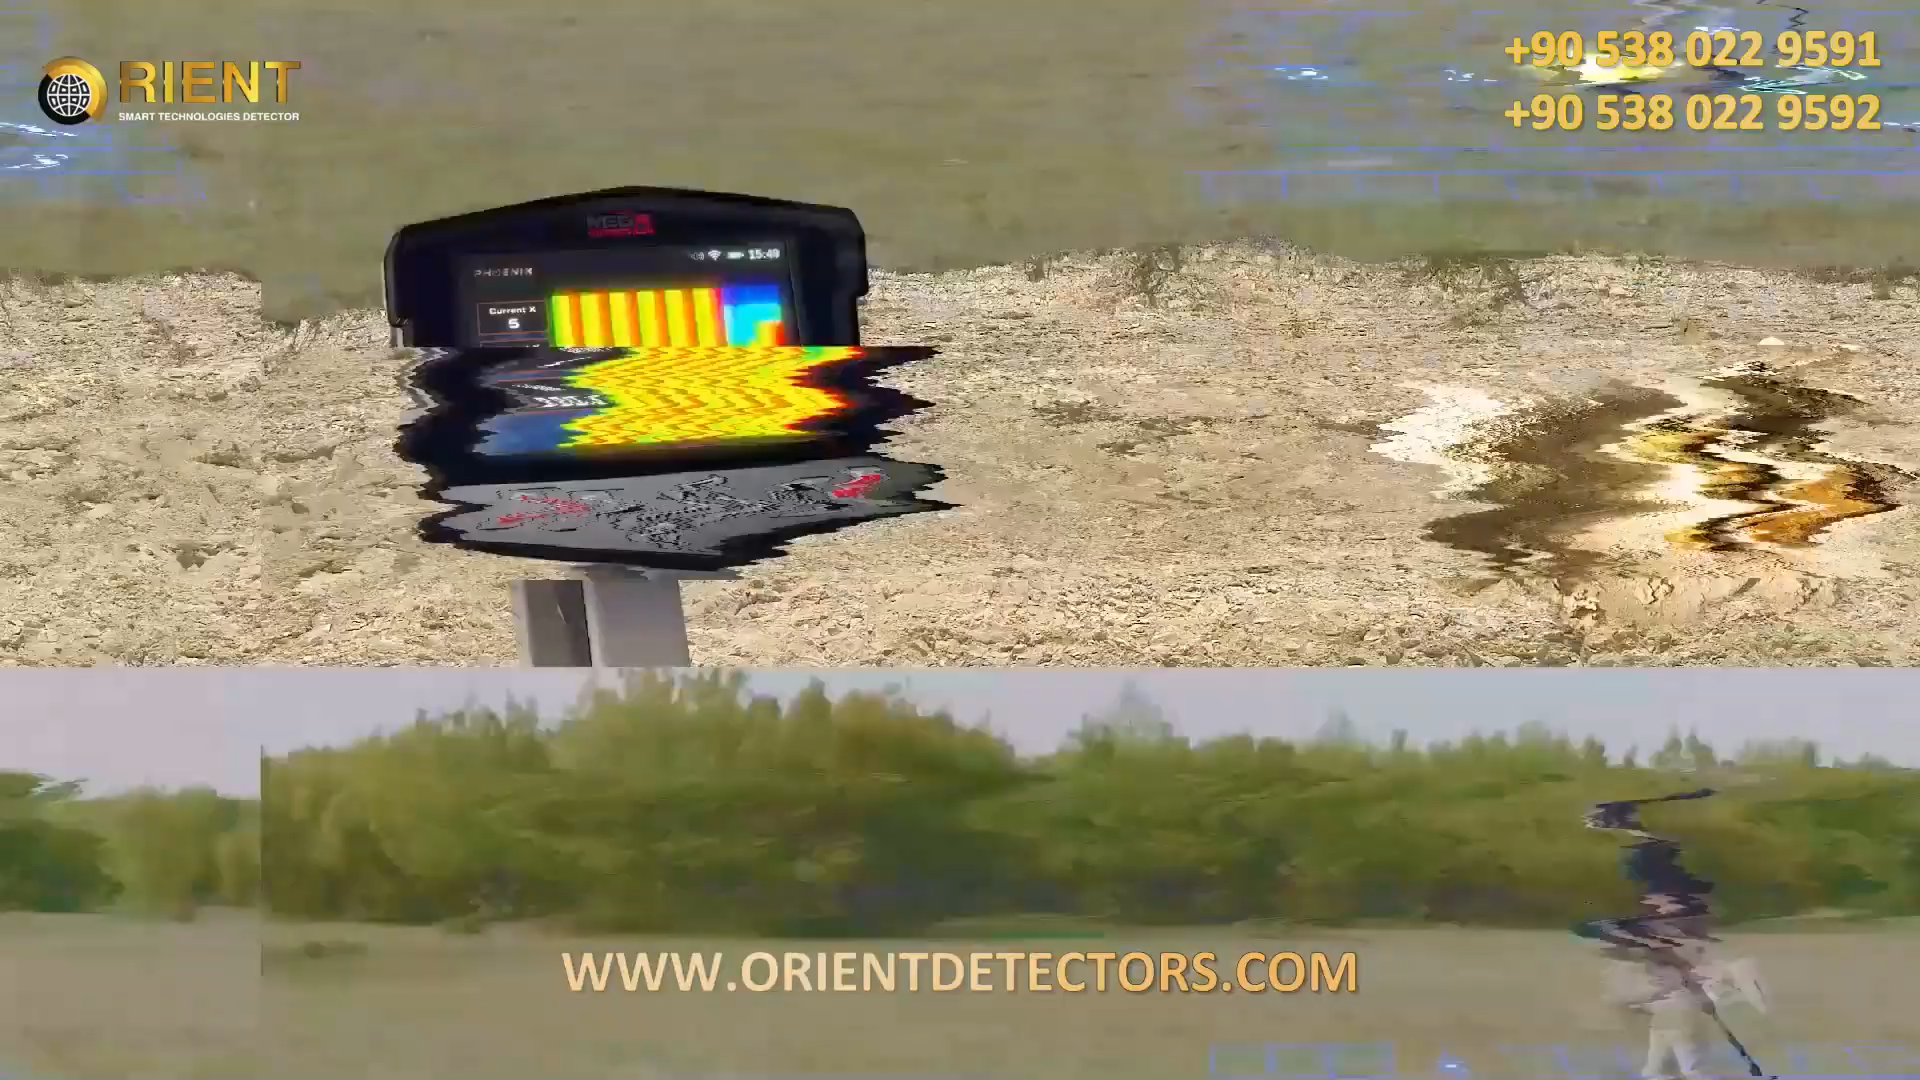 RIENT
SMART TECHNOLOGIES DETECTOR
+90 538 022 9591
+90 538 022 9592
15:49
PHOENIX
Current X
5
WWW.ORIENTDETECTORS.COM